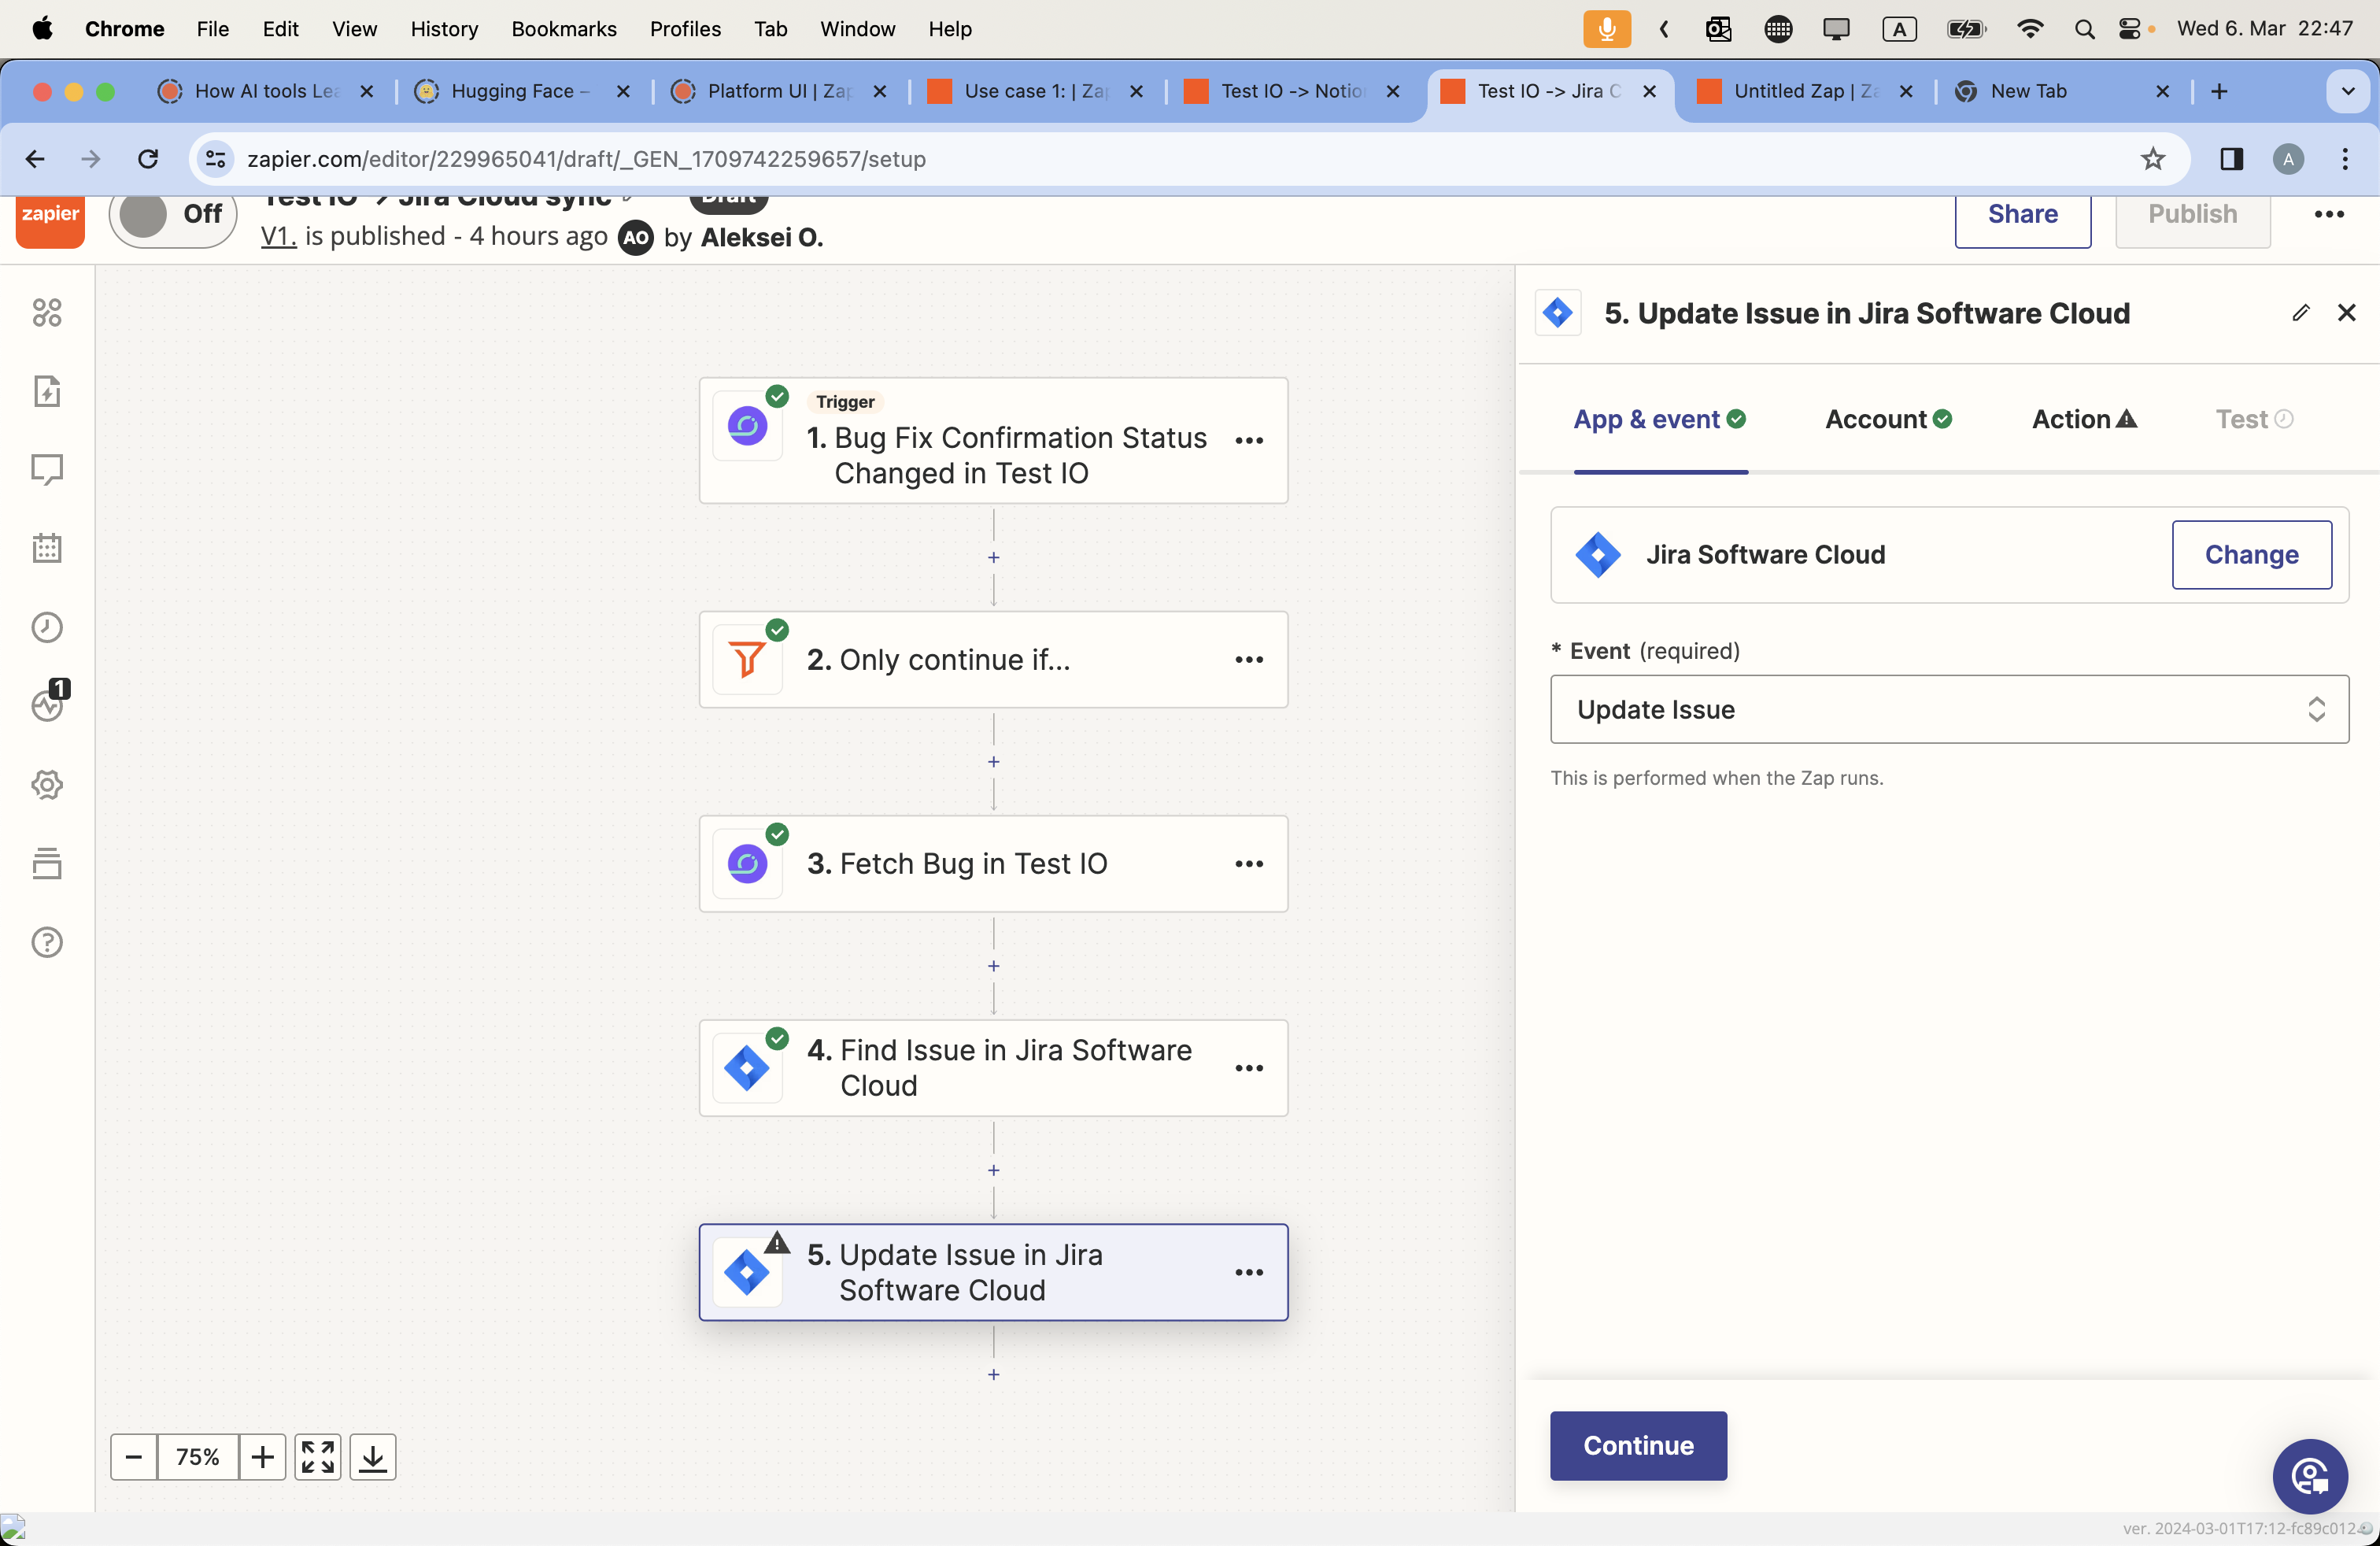 Chrome File Edit View History Bookmarks Profiles Tab Window Help
A
Wed 6. Mar 22:47
How AI tools Lea
Hugging Face –
Platform UI | Zap
Use case 1: | Zap
Test IO -> Notion
Test IO -> Jira C
Untitled Zap | Za
New Tab
zapier.com/editor/229965041/draft/_GEN_1709742259657/setup
A
zapier
Off
Test IO -> Jira Cloud sync
Draft
V1. is published - 4 hours ago AO by Aleksei O.
Share
Publish
1
Trigger
1. Bug Fix Confirmation Status
Changed in Test IO
2. Only continue if...
3. Fetch Bug in Test IO
4. Find Issue in Jira Software
Cloud
5. Update Issue in Jira
Software Cloud
75%
5. Update Issue in Jira Software Cloud
App & event
Account
Action
Test
Jira Software Cloud
Change
* Event (required)
Update Issue
This is performed when the Zap runs.
Continue
ver. 2024-03-01T17:12-fc89c012